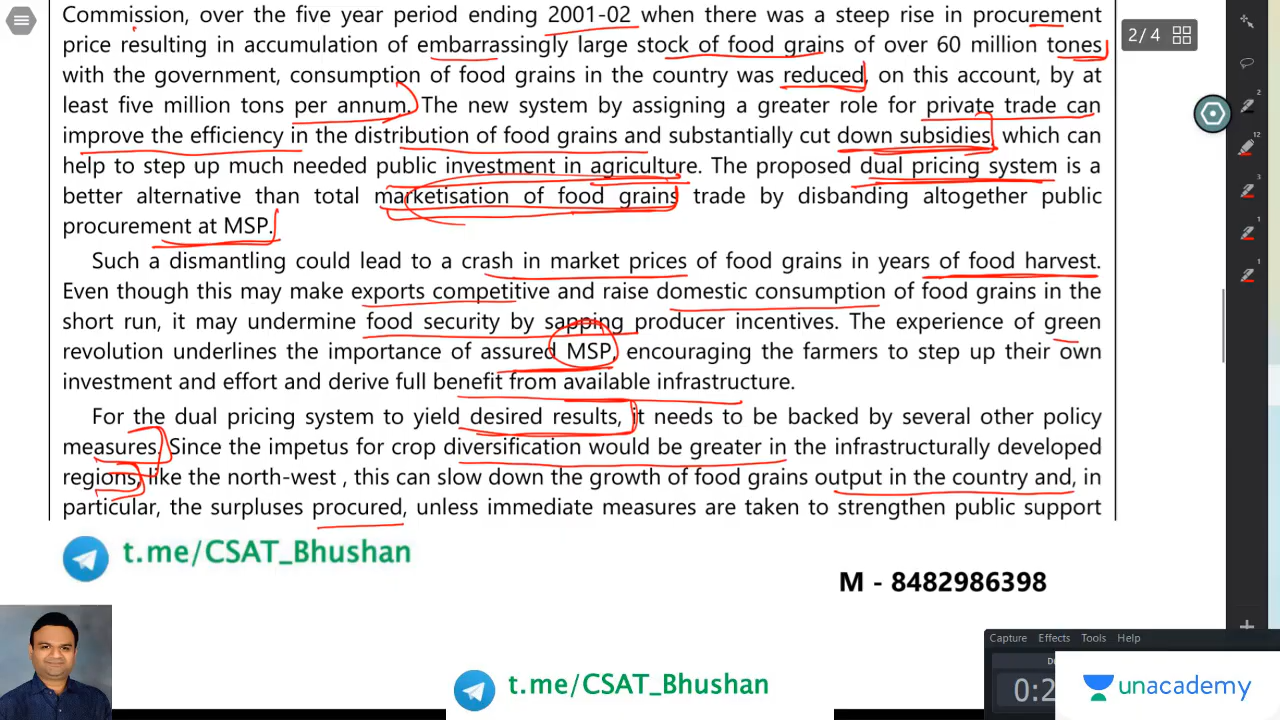 Commission, over the five year period ending 2001-02 when there was a steep rise in procurement
price resulting in accumulation of embarrassingly large stock of food grains of over 60 million tones
with the government, consumption of food grains in the country was reduced, on this account, by at
least five million tons per annum. The new system by assigning a greater role for private trade can
improve the efficiency in the distribution of food grains and substantially cut down subsidies, which can
help to step up much needed public investment in agriculture. The proposed dual pricing system is a
better alternative than total marketisation of food grains trade by disbanding altogether public
procurement at MSP.
Such a dismantling could lead to a crash in market prices of food grains in years of food harvest.
Even though this may make exports competitive and raise domestic consumption of food grains in the
short run, it may undermine food security by sapping producer incentives. The experience of green
revolution underlines the importance of assured MSP, encouraging the farmers to step up their own
investment and effort and derive full benefit from available infrastructure.
For the dual pricing system to yield desired results, it needs to be backed by several other policy
measures. Since the impetus for crop diversification would be greater in the infrastructurally developed
regions, like the north-west , this can slow down the growth of food grains output in the country and, in
particular, the surpluses procured, unless immediate measures are taken to strengthen public support
2/4
2
12
3
1
1
1
t.me/CSAT_Bhushan
M - 8482986398
t.me/CSAT_Bhushan
Capture Effects Tools Help
0:2
unacademy